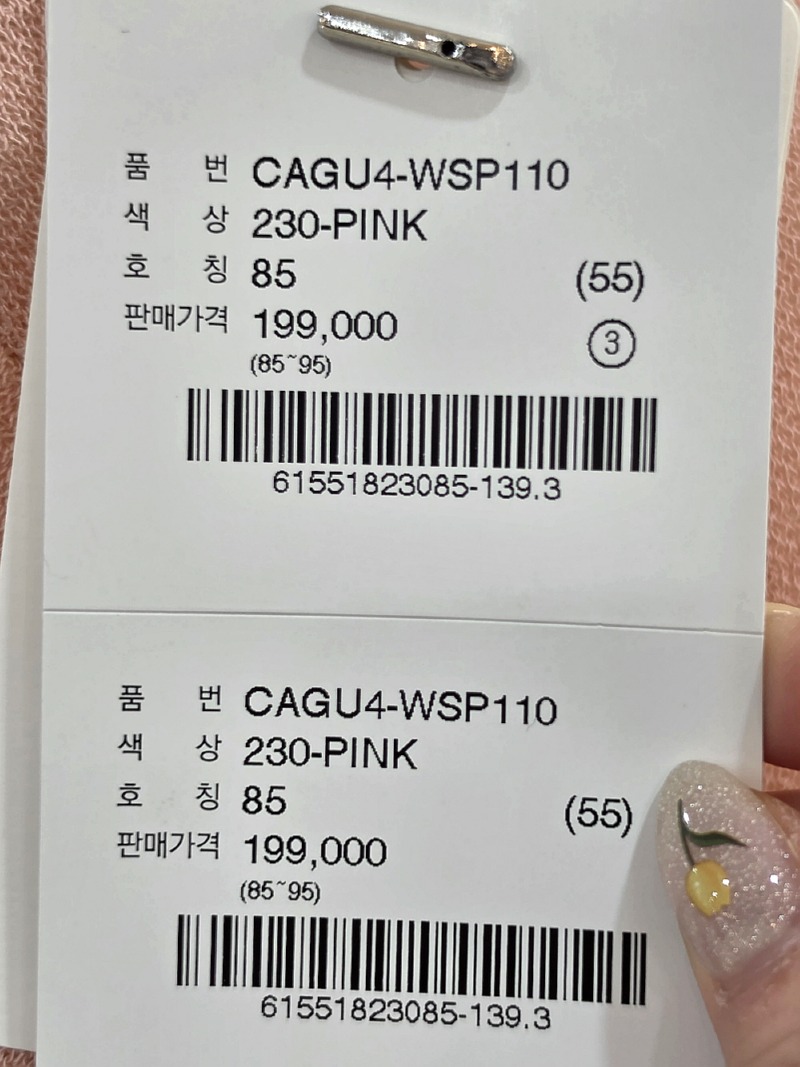 품 번 CAGU4-WSP110
색 상 230-PINK
호 칭 85 (55)
판매가격 199,000 ③
(85~95)
61551823085-139.3
품 번 CAGU4-WSP110
색 상 230-PINK
호 칭 85 (55)
판매가격 199,000
(85~95)
61551823085-139.3